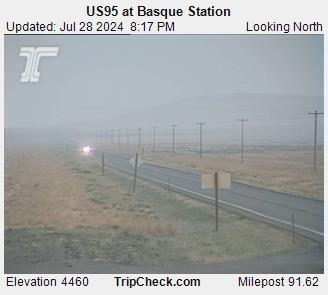 US95 at Basque Station
Updated: Jul 28 2024  8:17 PM Looking North
Elevation 4460 TripCheck.com Milepost 91.62